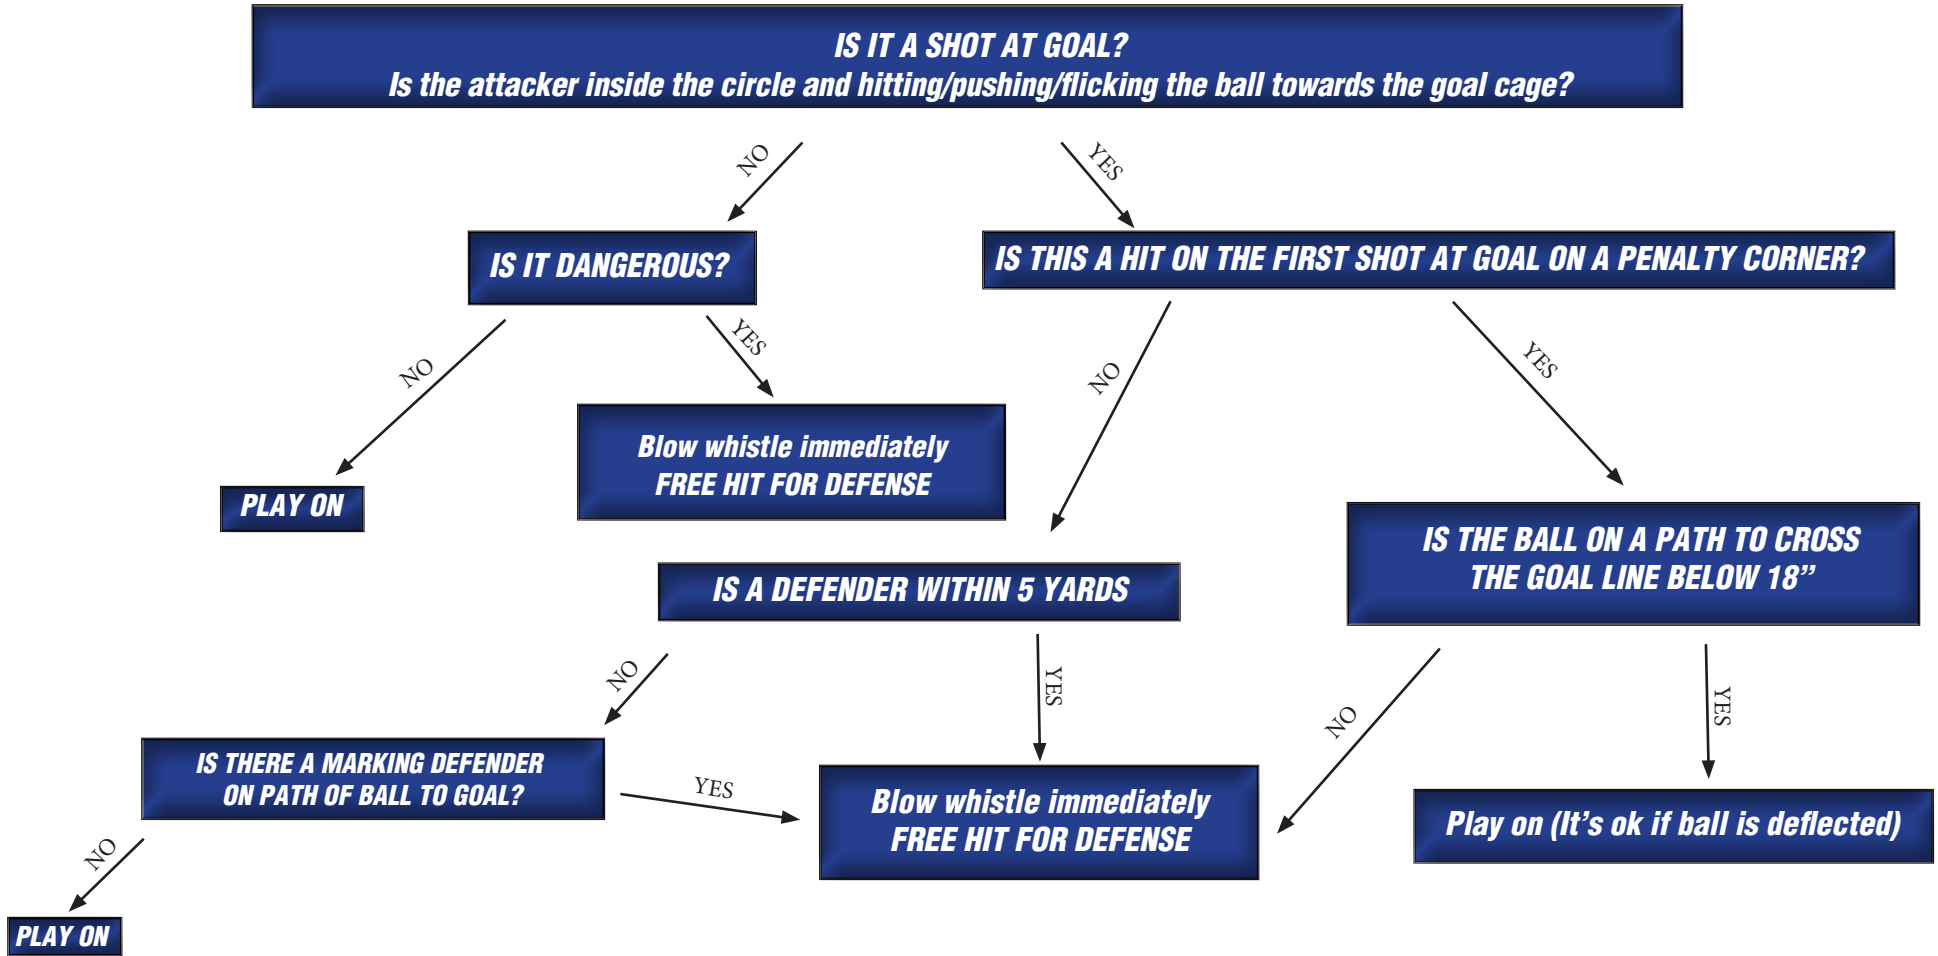 IS IT A SHOT AT GOAL?
Is the attacker inside the circle and hitting/pushing/flicking the ball towards the goal cage?
NO
YES
IS IT DANGEROUS?
IS THIS A HIT ON THE FIRST SHOT AT GOAL ON A PENALTY CORNER?
NO
YES
NO
YES
Blow whistle immediately
FREE HIT FOR DEFENSE
PLAY ON
IS THE BALL ON A PATH TO CROSS
THE GOAL LINE BELOW 18”
IS A DEFENDER WITHIN 5 YARDS
NO
YES
NO
YES
IS THERE A MARKING DEFENDER
ON PATH OF BALL TO GOAL?
YES
Blow whistle immediately
FREE HIT FOR DEFENSE
Play on (It’s ok if ball is deflected)
NO
PLAY ON